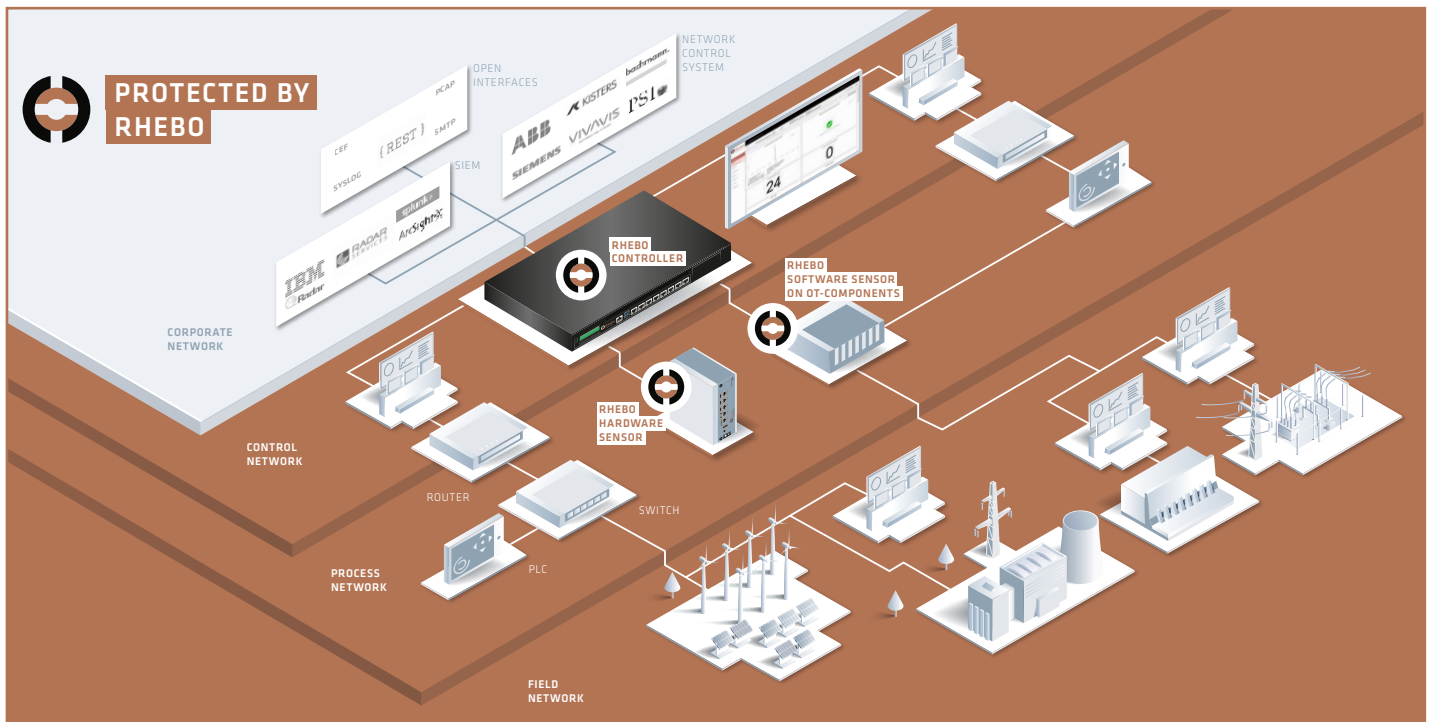 PROTECTED BY
RHEBO
OPEN
INTERFACES
PCAP
CEF
{ REST }
SMTP
SYSLOG
NETWORK
CONTROL
SYSTEM
bachmann.
KISTERS
ABB
PSI
VIVAVIS
SIEMENS
SIEM
splunk>
ArcSight
RADAR
SERVICES
IBM
Radar
24
0
RHEBO
CONTROLLER
RHEBO
SOFTWARE SENSOR
ON OT-COMPONENTS
RHEBO
HARDWARE
SENSOR
CORPORATE
NETWORK
CONTROL
NETWORK
ROUTER
SWITCH
PLC
PROCESS
NETWORK
FIELD
NETWORK